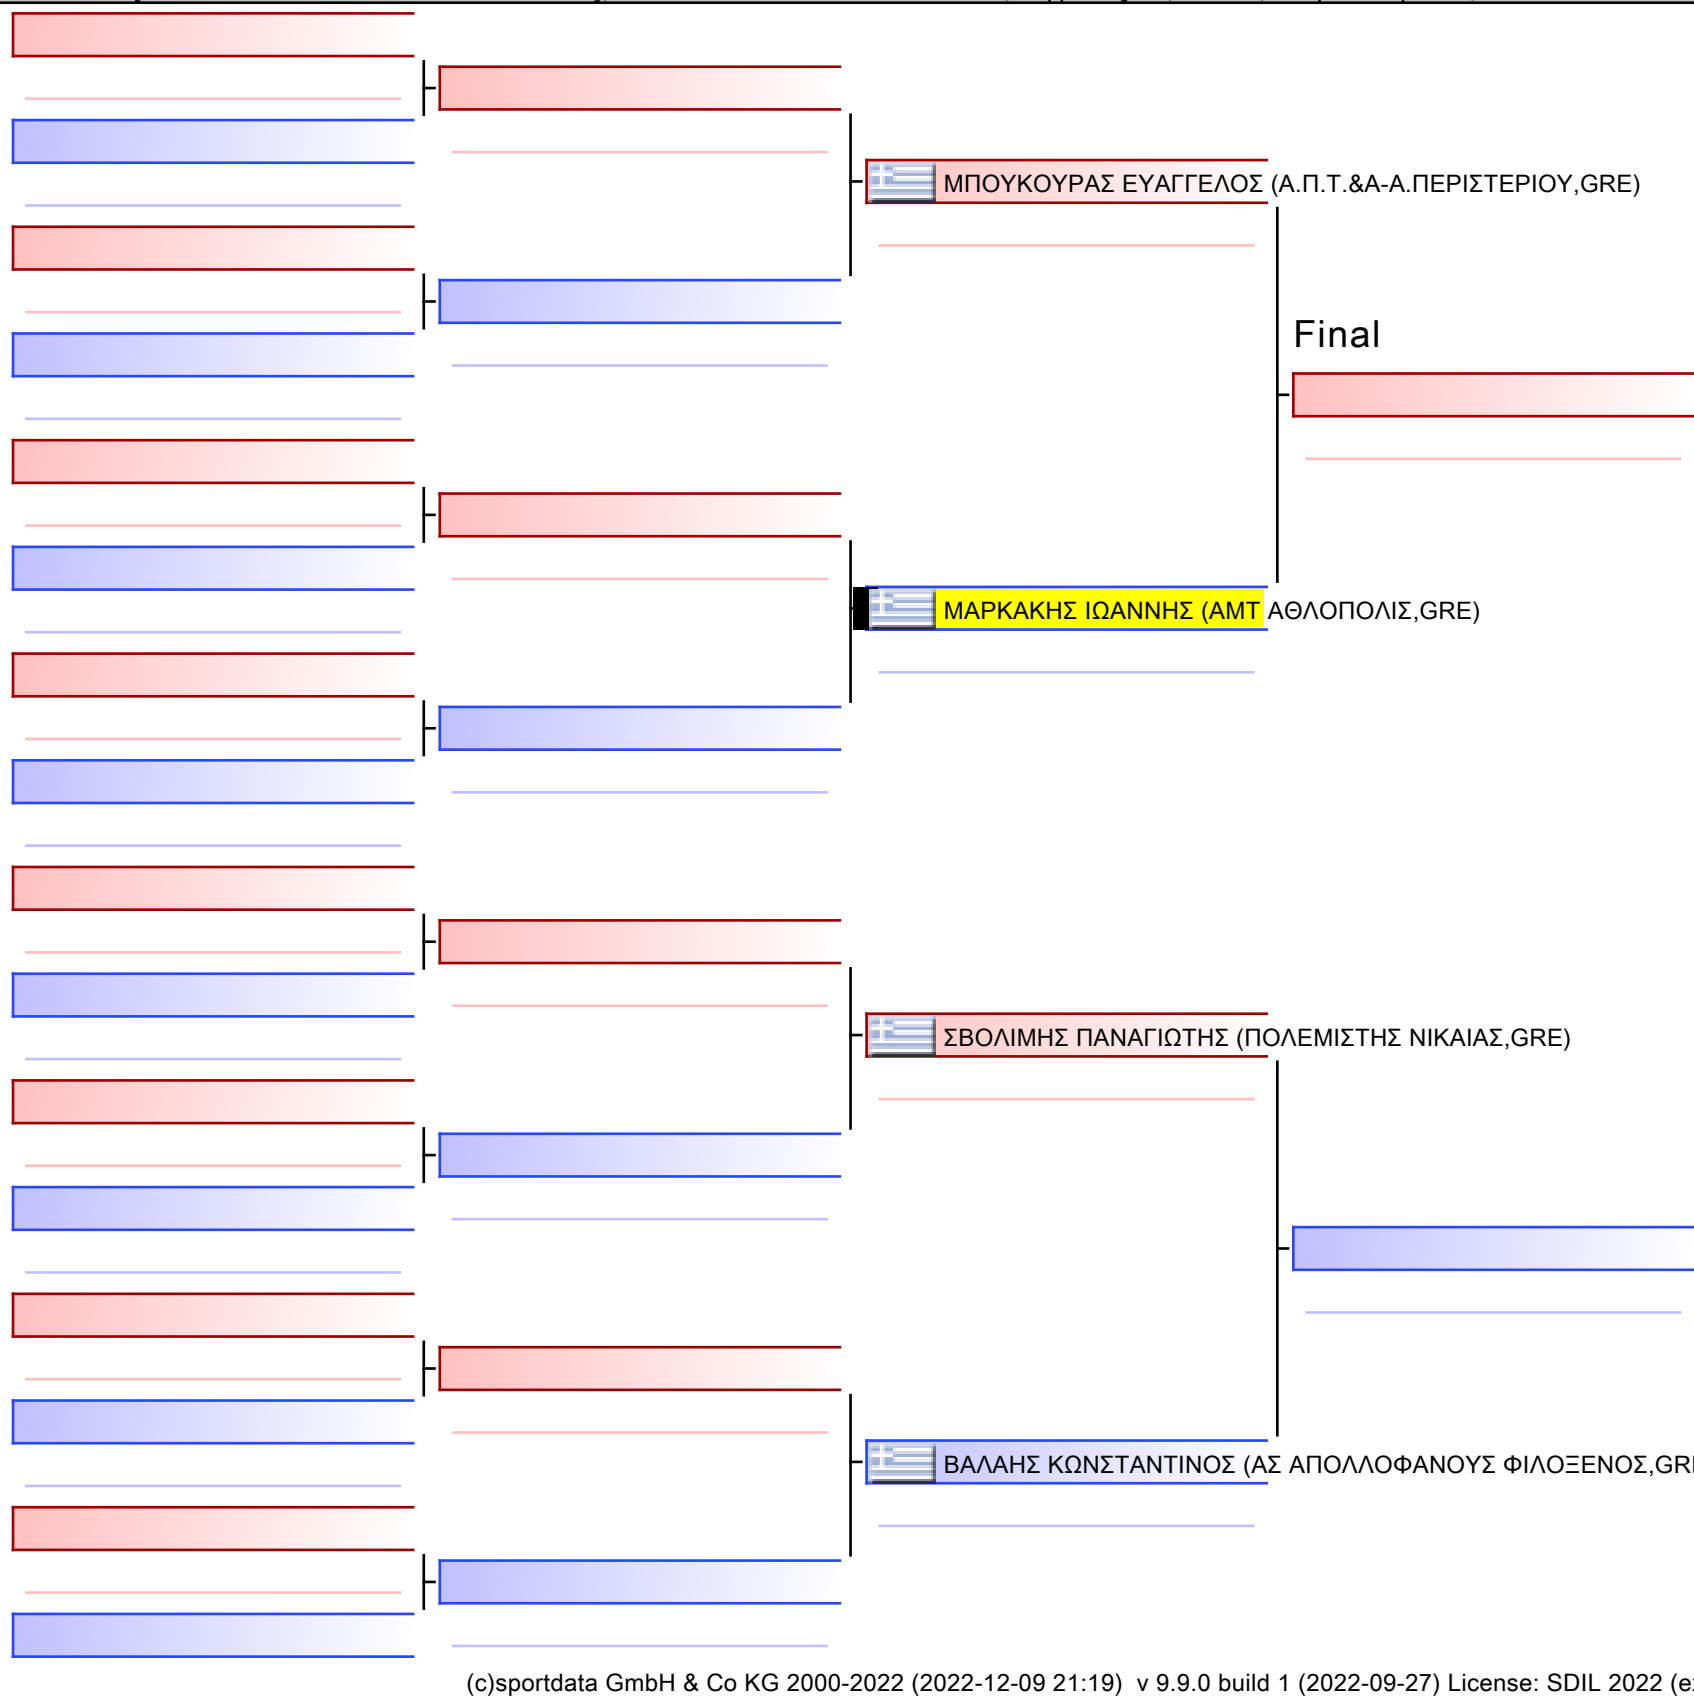 ΜΠΟΥΚΟΥΡΑΣ ΕΥΑΓΓΕΛΟΣ (Α.Π.Τ.&Α-Α.ΠΕΡΙΣΤΕΡΙΟΥ,GRE)
Final
ΜΑΡΚΑΚΗΣ ΙΩΑΝΝΗΣ (ΑΜΤ ΑΘΛΟΠΟΛΙΣ,GRE)
ΣΒΟΛΙΜΗΣ ΠΑΝΑΓΙΩΤΗΣ (ΠΟΛΕΜΙΣΤΗΣ ΝΙΚΑΙΑΣ,GRE)
ΒΑΛΑΗΣ ΚΩΝΣΤΑΝΤΙΝΟΣ (ΑΣ ΑΠΟΛΛΟΦΑΝΟΥΣ ΦΙΛΟΞΕΝΟΣ,GR
(c)sportdata GmbH & Co KG 2000-2022 (2022-12-09 21:19) v 9.9.0 build 1 (2022-09-27) License: SDIL 2022 (e